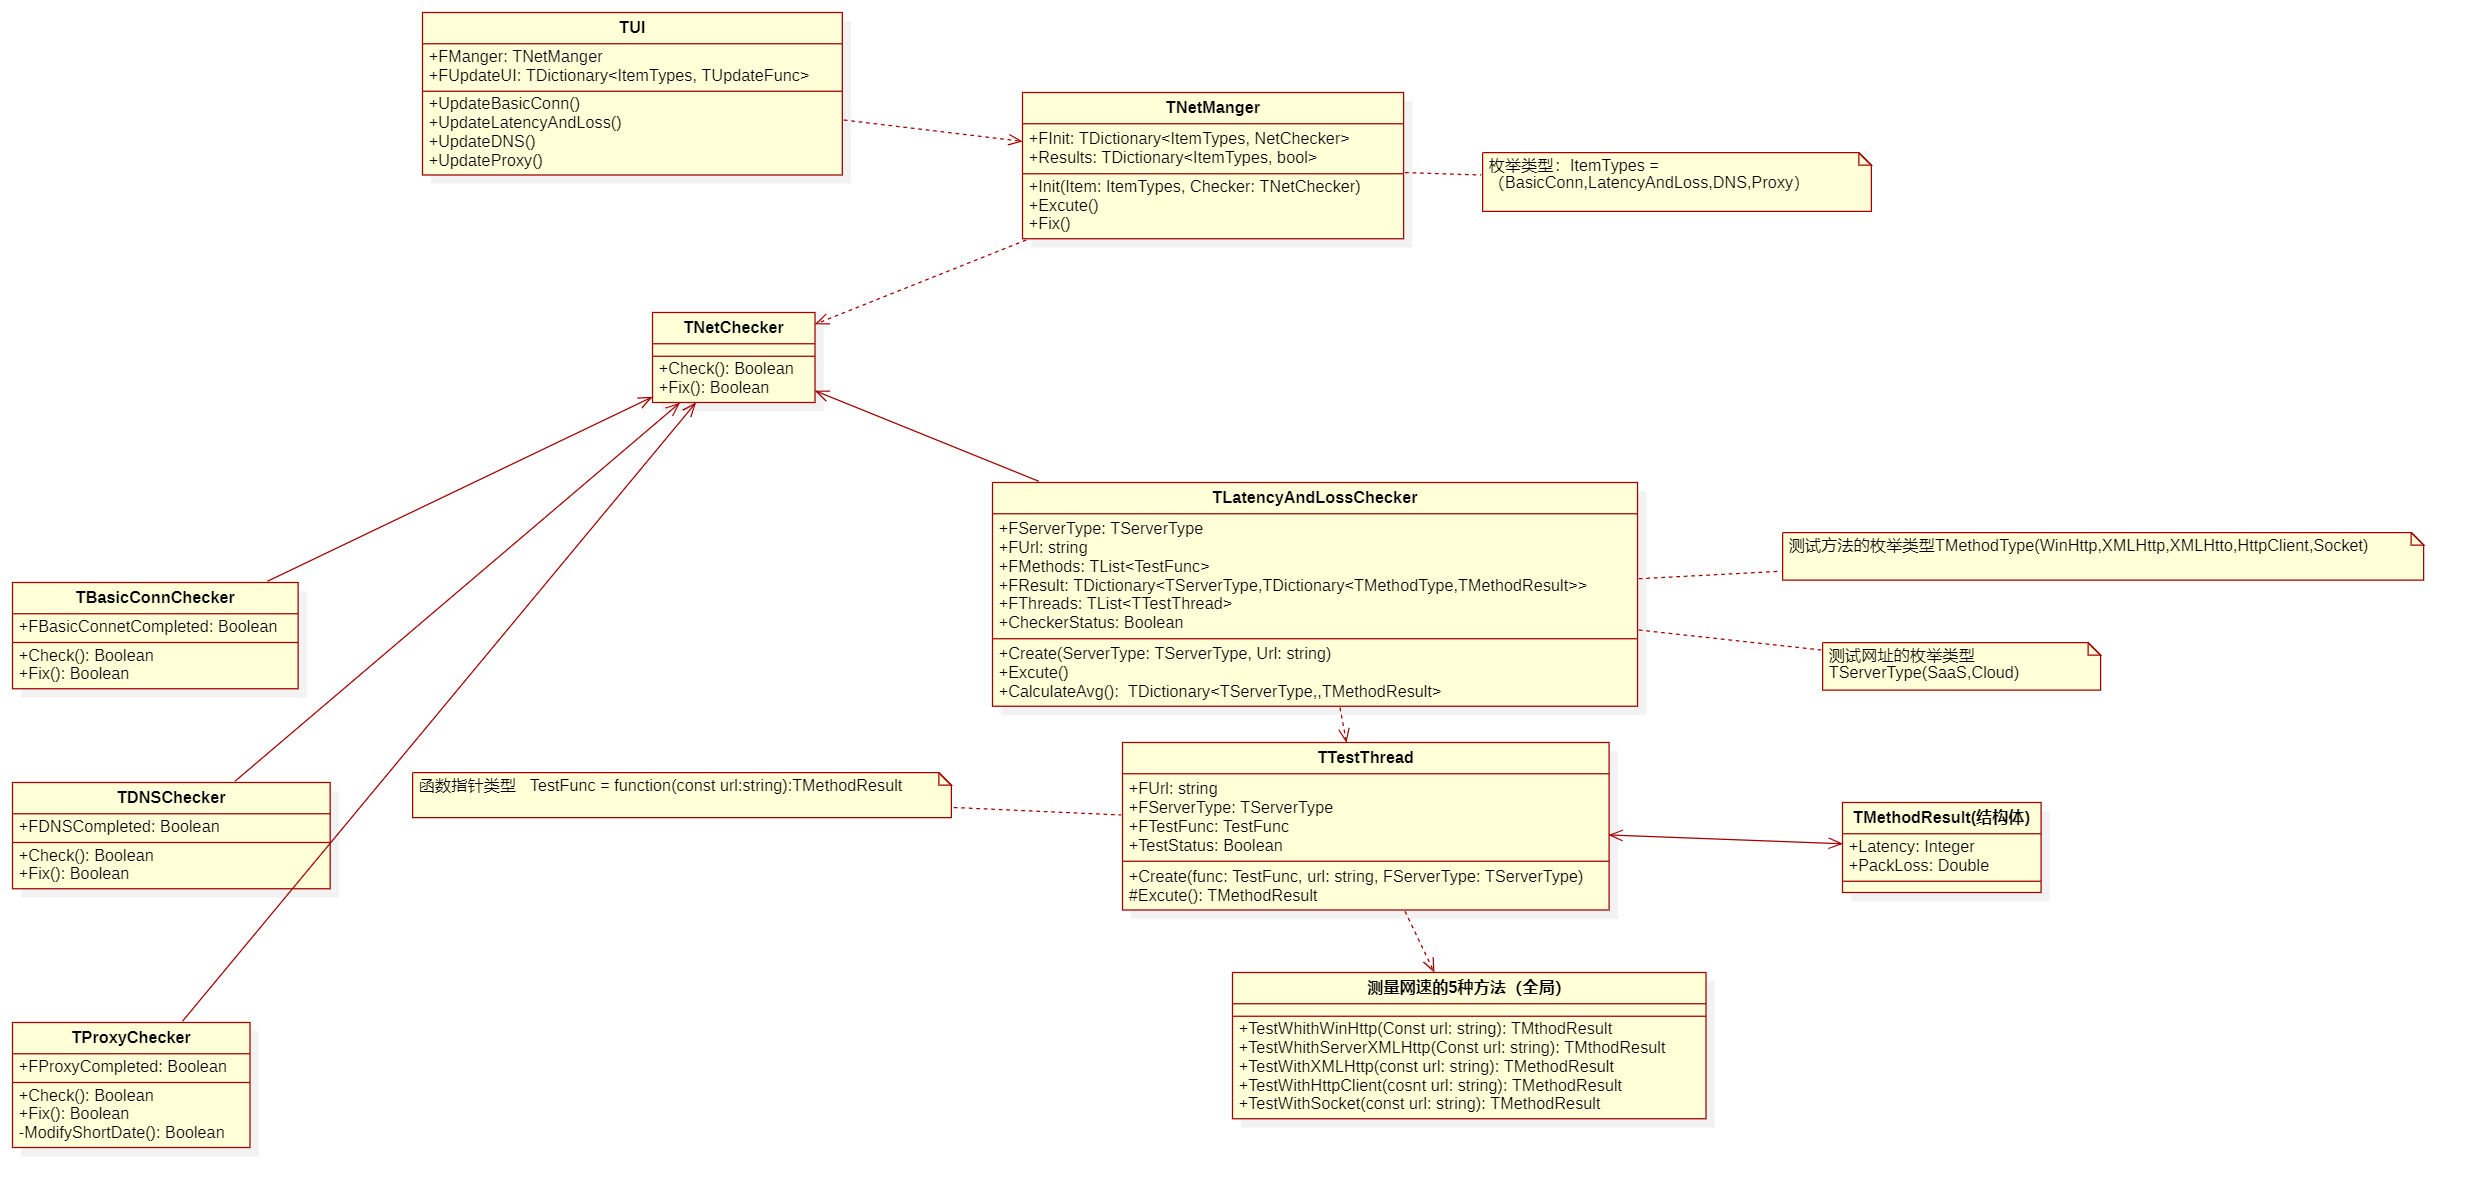 TUI
+FManger: TNetManger
+FUpdateUI: TDictionary<ItemTypes, TUpdateFunc>
+UpdateBasicConn()
+UpdateLatencyAndLoss()
+UpdateDNS()
+UpdateProxy()
TNetManger
+FInit: TDictionary<ItemTypes, NetChecker>
+Results: TDictionary<ItemTypes, bool>
+Init(Item: ItemTypes, Checker: TNetChecker)
+Excute()
+Fix()
枚举类型：ItemTypes =
（BasicConn,LatencyAndLoss,DNS,Proxy）
TNetChecker
+Check(): Boolean
+Fix(): Boolean
TLatencyAndLossChecker
+FServerType: TServerType
+FUrl: string
+FMethods: TList<TestFunc>
+FResult: TDictionary<TServerType,TDictionary<TMethodType,TMethodResult>>
+FThreads: TList<TTestThread>
+CheckerStatus: Boolean
+Create(ServerType: TServerType, Url: string)
+Excute()
+CalculateAvg():  TDictionary<TServerType,,TMethodResult>
测试方法的枚举类型TMethodType(WinHttp,XMLHttp,XMLHtto,HttpClient,Socket)
测试网址的枚举类型
TServerType(SaaS,Cloud)
TBasicConnChecker
+FBasicConnetCompleted: Boolean
+Check(): Boolean
+Fix(): Boolean
TDNSChecker
+FDNSCompleted: Boolean
+Check(): Boolean
+Fix(): Boolean
函数指针类型   TestFunc = function(const url:string):TMethodResult
TTestThread
+FUrl: string
+FServerType: TServerType
+FTestFunc: TestFunc
+TestStatus: Boolean
+Create(func: TestFunc, url: string, FServerType: TServerType)
#Excute(): TMethodResult
TMethodResult(结构体)
+Latency: Integer
+PackLoss: Double
测量网速的5种方法（全局）
+TestWhithWinHttp(Const url: string): TMthodResult
+TestWhithServerXMLHttp(Const url: string): TMthodResult
+TestWithXMLHttp(const url: string): TMethodResult
+TestWithHttpClient(cosnt url: string): TMethodResult
+TestWithSocket(const url: string): TMethodResult
TProxyChecker
+FProxyCompleted: Boolean
+Check(): Boolean
+Fix(): Boolean
-ModifyShortDate(): Boolean